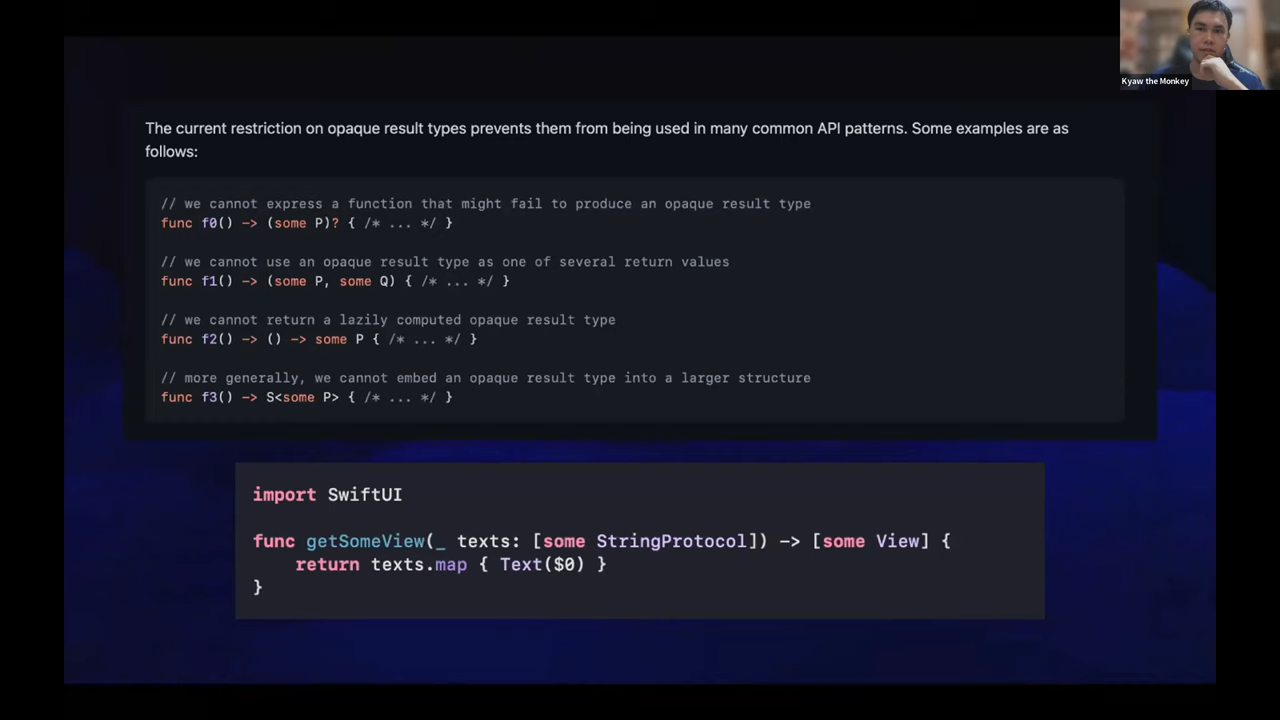 Kyaw the Monkey
The current restriction on opaque result types prevents them from being used in many common API patterns. Some examples are as
follows:
// we cannot express a function that might fail to produce an opaque result type
func f0() -> (some P)? { /* ... */ }
// we cannot use an opaque result type as one of several return values
func f1() -> (some P, some Q) { /* ... */ }
// we cannot return a lazily computed opaque result type
func f2() -> () -> some P { /* ... */ }
// more generally, we cannot embed an opaque result type into a larger structure
func f3() -> S<some P> { /* ... */ }
import SwiftUI
func getSomeView(_ texts: [some StringProtocol]) -> [some View] {
return texts.map { Text($0) }
}